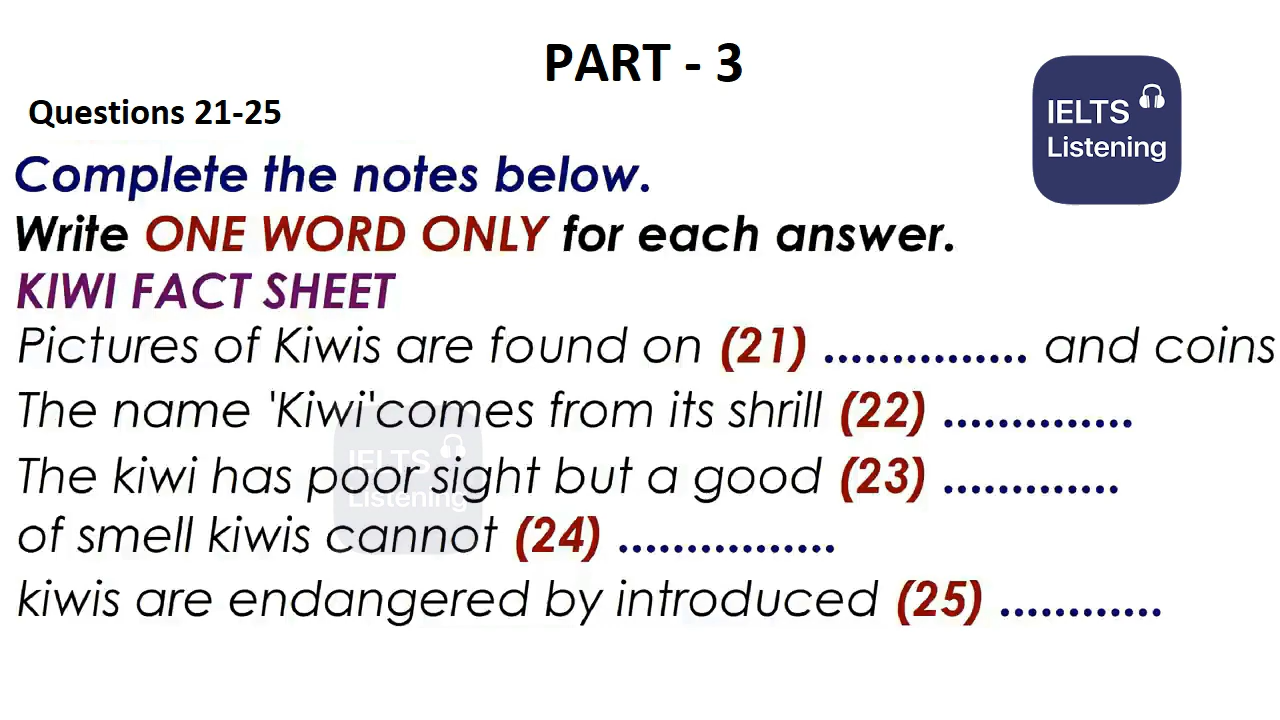 PART - 3
IELTS
Listening
Questions 21-25
Complete the notes below.
Write ONE WORD ONLY for each answer.
KIWI FACT SHEET
Pictures of Kiwis are found on (21) ............... and coins
The name 'Kiwi'comes from its shrill (22) ..............
The kiwi has poor sight but a good (23) .............
of smell kiwis cannot (24) ................
kiwis are endangered by introduced (25) ............
IELTS
Listening